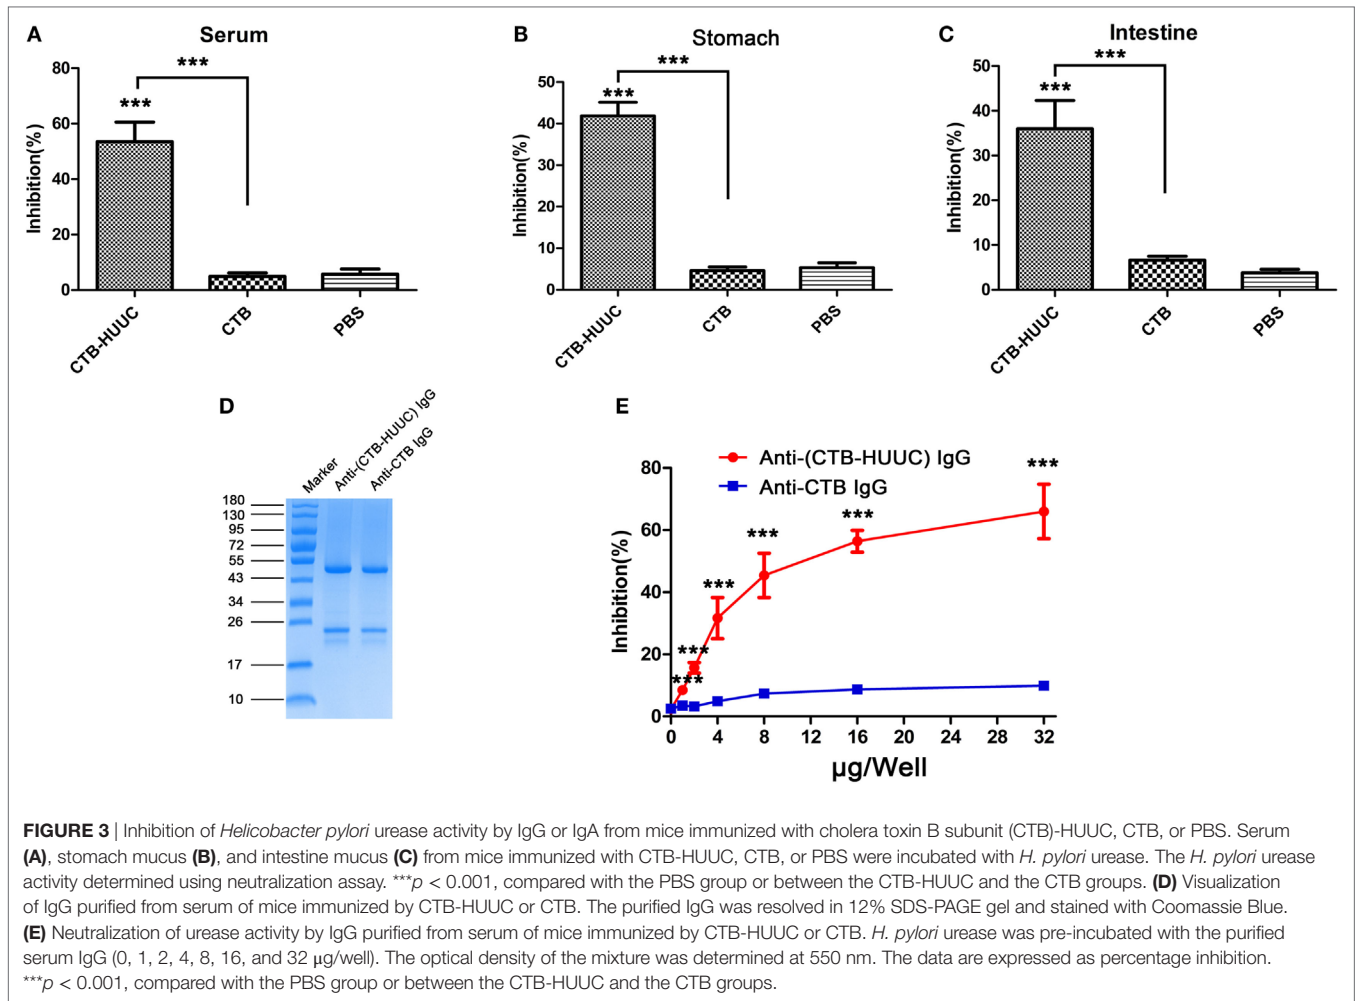 A
Serum
80
60
40
20
0
Inhibition(%)
***
***
CTB-HUUC
CTB
PBS
B
Stomach
50
40
30
20
10
0
Inhibition(%)
***
***
CTB-HUUC
CTB
PBS
C
Intestine
50
40
30
20
10
0
Inhibition(%)
***
***
CTB-HUUC
CTB
PBS
D
Marker
Anti-(CTB-HUUC) IgG
Anti-CTB IgG
180
130
95
72
55
43
34
26
17
10
E
Anti-(CTB-HUUC) IgG
Anti-CTB IgG
80
60
40
20
0
Inhibition(%)
***
***
***
***
***
***
0 4 8 12 16 20 24 28 32
µg/Well
FIGURE 3 | Inhibition of Helicobacter pylori urease activity by IgG or IgA from mice immunized with cholera toxin B subunit (CTB)-HUUC, CTB, or PBS. Serum
(A), stomach mucus (B), and intestine mucus (C) from mice immunized with CTB-HUUC, CTB, or PBS were incubated with H. pylori urease. The H. pylori urease
activity determined using neutralization assay. ***p < 0.001, compared with the PBS group or between the CTB-HUUC and the CTB groups. (D) Visualization
of IgG purified from serum of mice immunized by CTB-HUUC or CTB. The purified IgG was resolved in 12% SDS-PAGE gel and stained with Coomassie Blue.
(E) Neutralization of urease activity by IgG purified from serum of mice immunized by CTB-HUUC or CTB. H. pylori urease was pre-incubated with the purified
serum IgG (0, 1, 2, 4, 8, 16, and 32 µg/well). The optical density of the mixture was determined at 550 nm. The data are expressed as percentage inhibition.
***p < 0.001, compared with the PBS group or between the CTB-HUUC and the CTB groups.